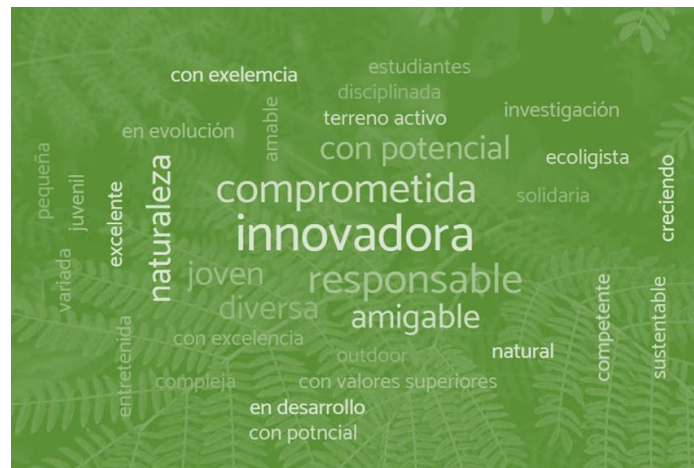 estudiantes
con exelemcia
disciplinada
investigación
terreno activo
en evolución
amable
con potencial
ecoligista
pequeña
juvenil
excelente
naturaleza
comprometida
solidaria
creciendo
innovadora
variada
joven
responsable
diversa
amigable
competente
sustentable
entretenida
con excelencia
outdoor
natural
compleja
con valores superiores
en desarrollo
con potncial